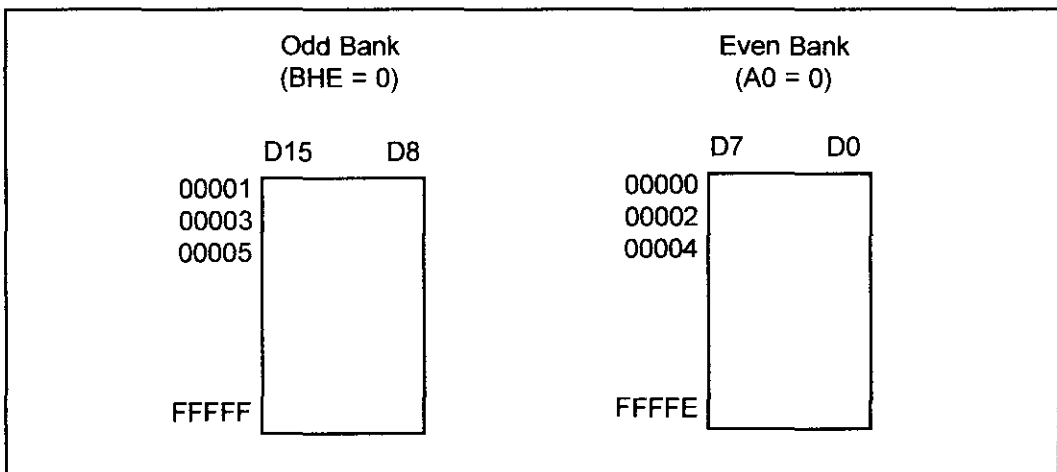 Odd Bank
(BHE = 0)
D15 D8
00001
00003
00005
FFFFF
Even Bank
(A0 = 0)
D7 D0
00000
00002
00004
FFFFE